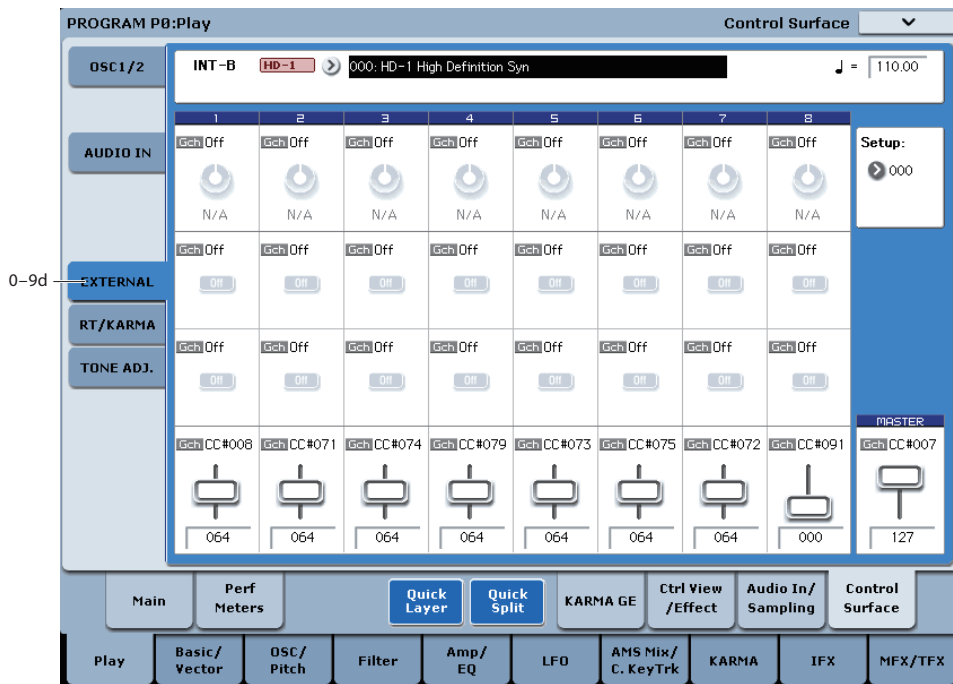 PROGRAM P0:Play Control Surface
OSC1/2
INT-B HD-1 000: HD-1 High Definition Syn ♩ = 110.00
AUDIO IN
0–9d
EXTERNAL
RT/KARMA
TONE ADJ.
1 2 3 4 5 6 7 8
Gch Off Gch Off Gch Off Gch Off Gch Off Gch Off Gch Off Gch Off
N/A N/A N/A N/A N/A N/A N/A N/A
Setup:
000
Gch Off Gch Off Gch Off Gch Off Gch Off Gch Off Gch Off Gch Off
Off Off Off Off Off Off Off Off
Gch Off Gch Off Gch Off Gch Off Gch Off Gch Off Gch Off Gch Off
Off Off Off Off Off Off Off Off
MASTER
Gch CC#008 Gch CC#071 Gch CC#074 Gch CC#079 Gch CC#073 Gch CC#075 Gch CC#072 Gch CC#091 Gch CC#007
064 064 064 064 064 064 064 000 127
Main
Perf
Meters
Quick
Layer
Quick
Split
KARMA GE
Ctrl View
/Effect
Audio In/
Sampling
Control
Surface
Play
Basic/
Vector
OSC/
Pitch
Filter
Amp/
EQ
LFO
AMS Mix/
C. KeyTrk
KARMA
IFX
MFX/TFX